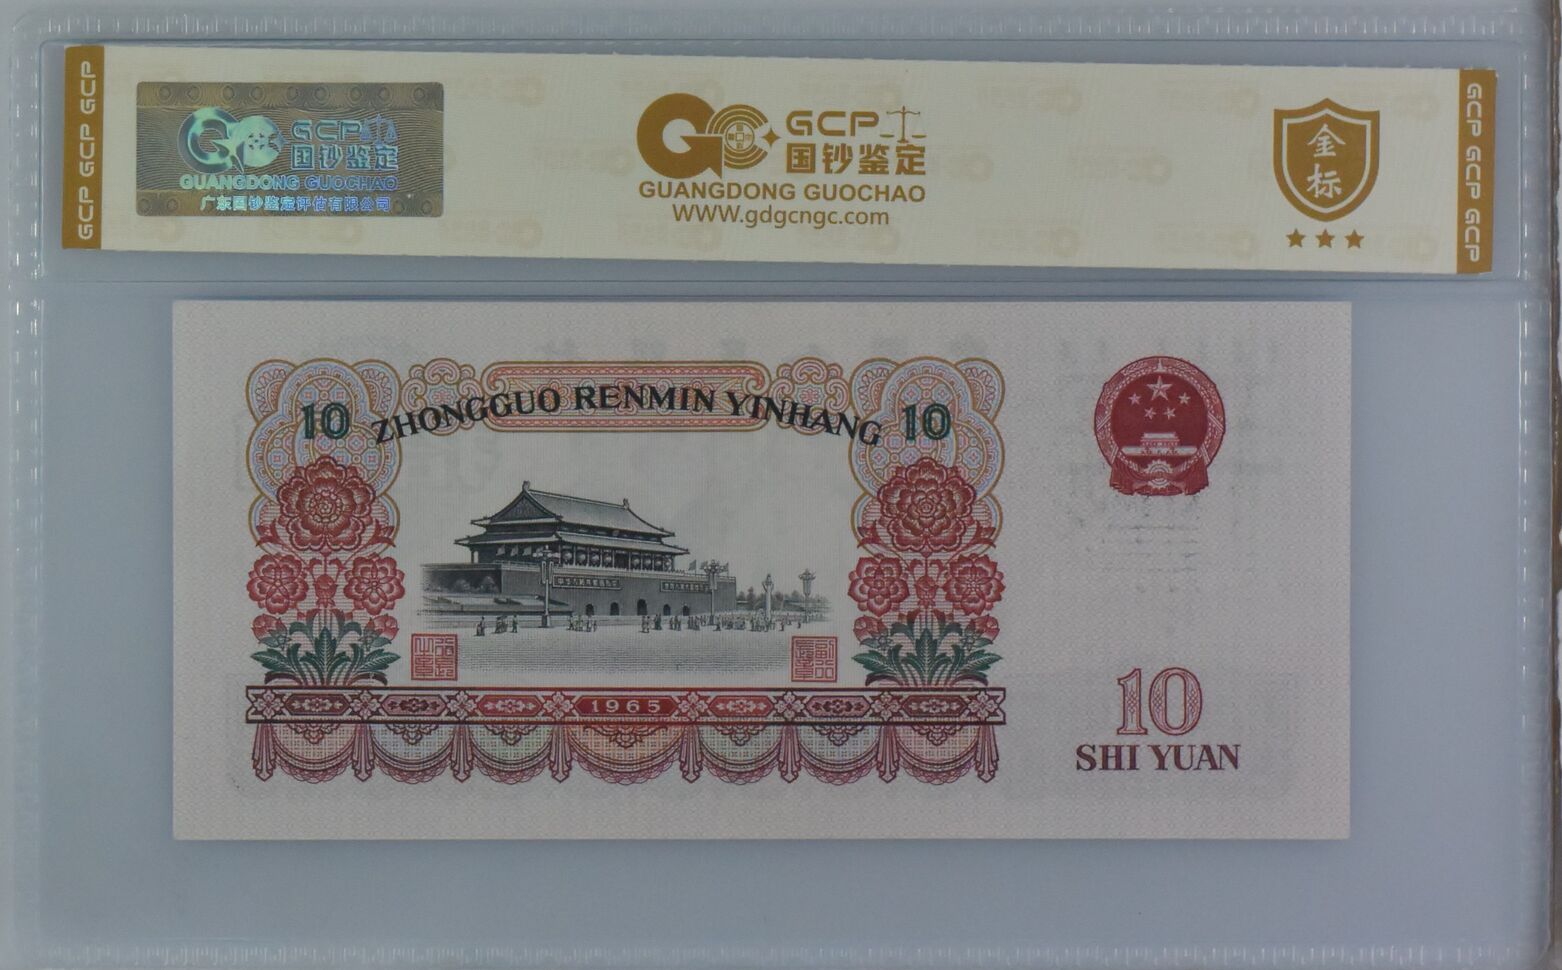 GCP GCP GCP
GCP
国钞鉴定
GUANGDONG GUOCHAO
广东国钞鉴定评估有限公司
GCP
国钞鉴定
GUANGDONG GUOCHAO
WWW.gdgcngc.com
金标
GCP GCP GCP
10
ZHONGGUO RENMIN YINHANG
10
1965
10
SHI YUAN